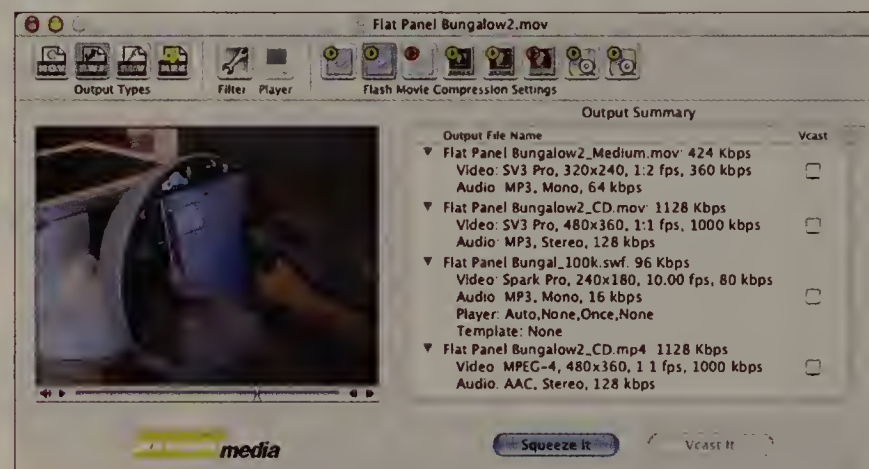 Flat Panel Bungalow2.mov
Output Types
Filter Player
Flash Movie Compression Settings
Output Summary
Output File Name Vcast
Flat Panel Bungalow2_Medium.mov: 424 Kbps
Video: SV3 Pro, 320x240, 1:2 fps, 360 kbps
Audio: MP3, Mono, 64 kbps
Flat Panel Bungalow2_CD.mov: 1128 Kbps
Video: SV3 Pro, 480x360, 1:1 fps, 1000 kbps
Audio: MP3, Stereo, 128 kbps
Flat Panel Bungal_100k.swf. 96 Kbps
Video: Spark Pro, 240x180, 10.00 fps, 80 kbps
Audio: MP3, Mono, 16 kbps
Player: Auto,None,Once,None
Template: None
Flat Panel Bungalow2_CD.mp4 1128 Kbps
Video MPEG-4, 480x360, 1 1 fps, 1000 kbps
Audio. AAC, Stereo, 128 kbps
media
Squeeze It
Vcast It